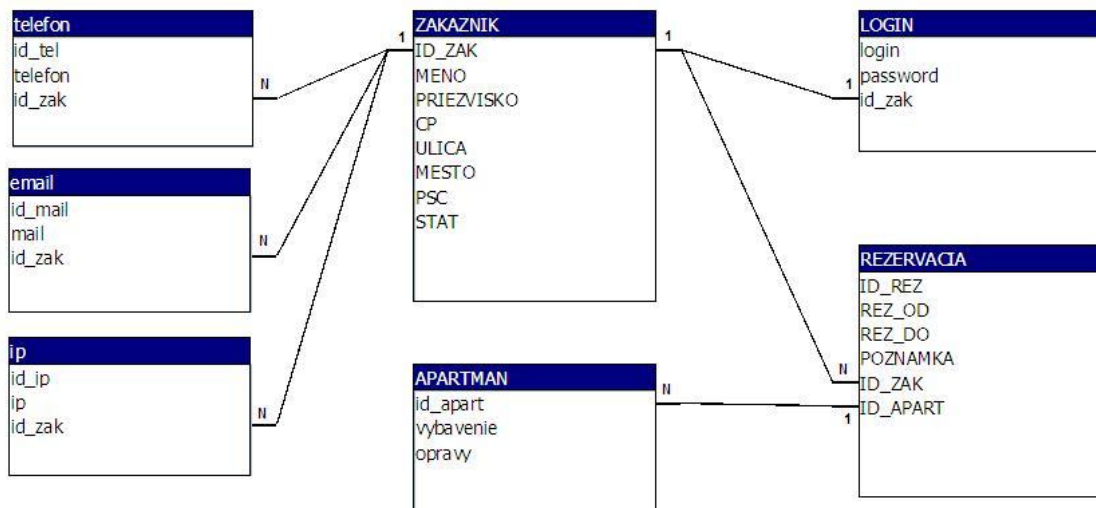 telefon
id_tel
telefon
id_zak
N
email
id_mail
mail
id_zak
N
ip
id_ip
ip
id_zak
N
1
ZAKAZNIK
ID_ZAK
MENO
PRIEZVISKO
CP
ULICA
MESTO
PSC
STAT
1
APARTMAN
id_apart
vybavenie
opravy
N
LOGIN
login
password
id_zak
1
REZERVACIA
ID_REZ
REZ_OD
REZ_DO
POZNAMKA
ID_ZAK
ID_APART
N
1